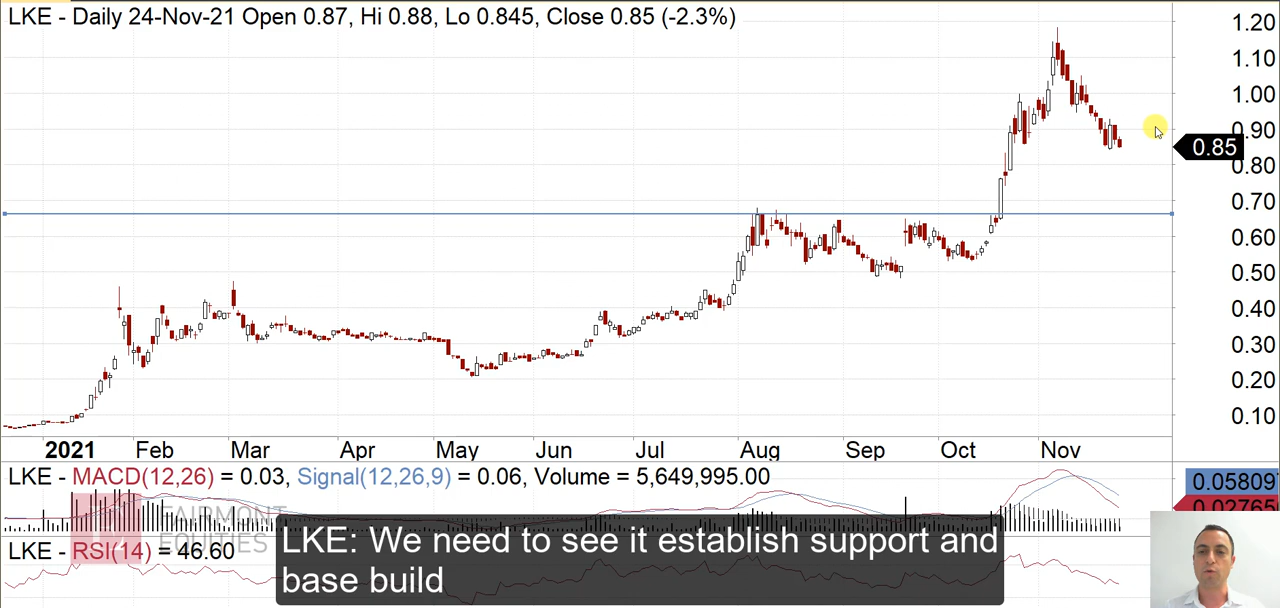 LKE - Daily 24-Nov-21 Open 0.87, Hi 0.88, Lo 0.845, Close 0.85 (-2.3%)
1.20
1.10
1.00
0.90
0.85
0.80
0.70
0.60
0.50
0.40
0.30
0.20
0.10
2021 Feb Mar Apr May Jun Jul Aug Sep Oct Nov
LKE - MACD(12,26) = 0.03, Signal(12,26,9) = 0.06, Volume = 5,649,995.00
0.05809
0.02765
FAIRMONT
EQUITIES
LKE - RSI(14) = 46.60
LKE: We need to see it establish support and
base build